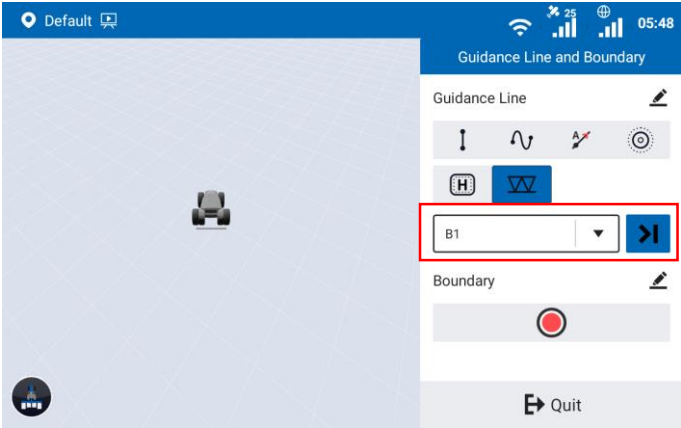 Default
25
05:48
Guidance Line and Boundary
Guidance Line
A
H
B1
Boundary
Quit